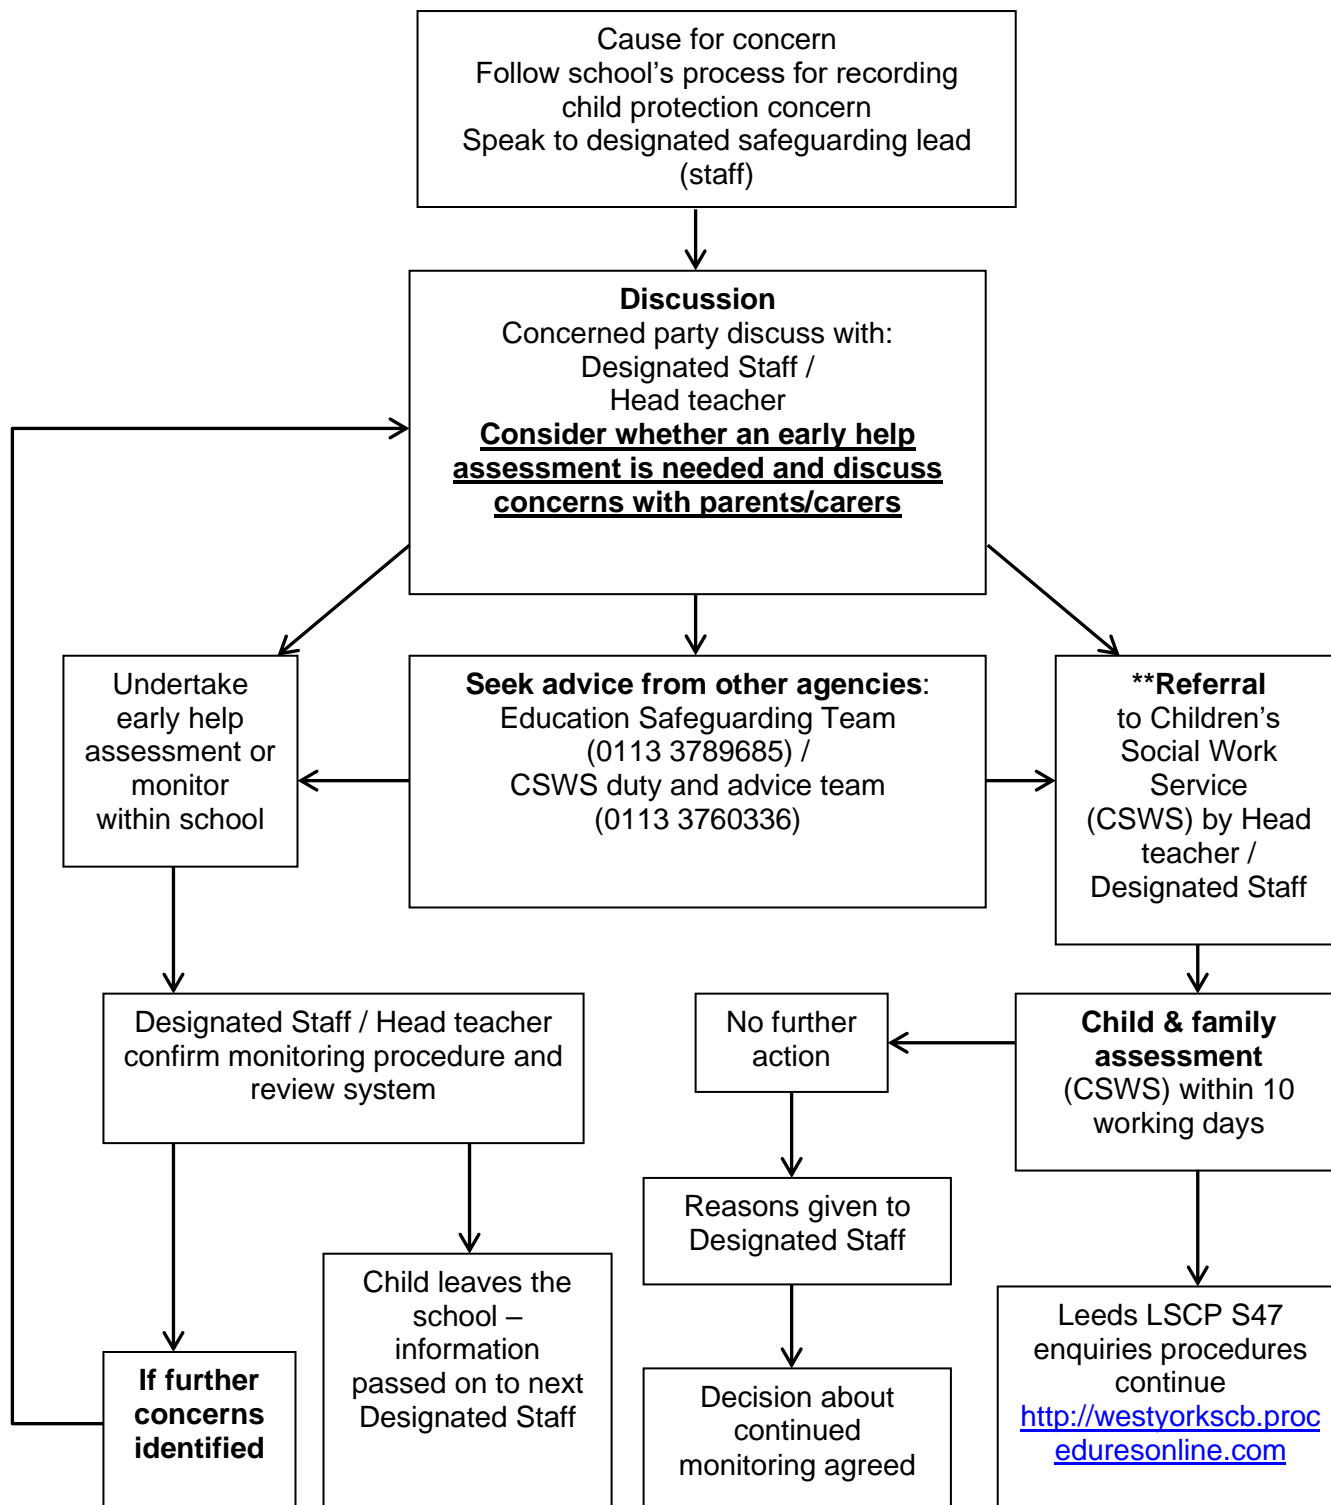 Cause for concern
Follow school’s process for recording
child protection concern
Speak to designated safeguarding lead
(staff)
Discussion
Concerned party discuss with:
Designated Staff /
Head teacher
Consider whether an early help
assessment is needed and discuss
concerns with parents/carers
Undertake
early help
assessment or
monitor
within school
Seek advice from other agencies:
Education Safeguarding Team
(0113 3789685) /
CSWS duty and advice team
(0113 3760336)
**Referral
to Children’s
Social Work
Service
(CSWS) by Head
teacher /
Designated Staff
Designated Staff / Head teacher
confirm monitoring procedure and
review system
No further
action
Child & family
assessment
(CSWS) within 10
working days
Reasons given to
Designated Staff
Child leaves the
school –
information
passed on to next
Designated Staff
If further
concerns
identified
Decision about
continued
monitoring agreed
Leeds LSCP S47
enquiries procedures
continue
http://westyorkscb.proc
eduresonline.com